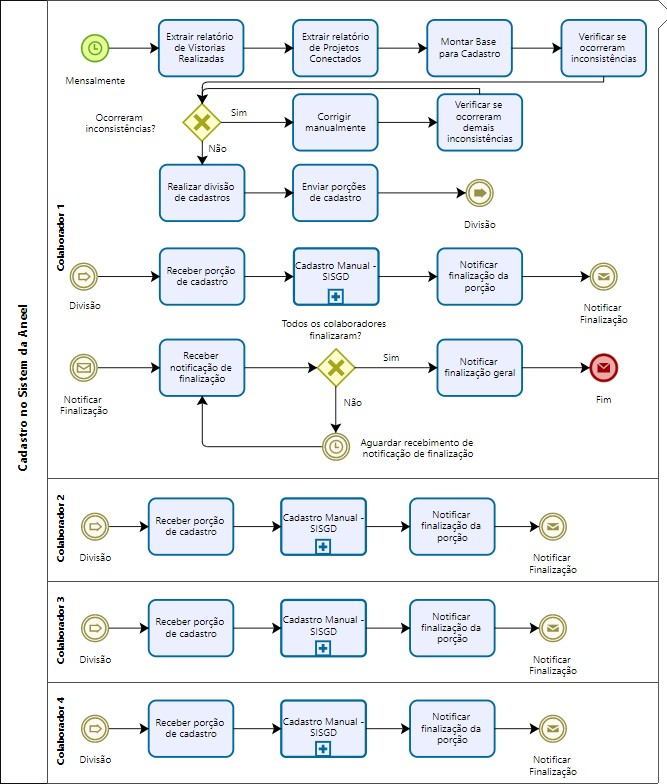 Cadastro no Sistem da Aneel
Colaborador 1
Mensalmente
Extrair relatório
de Vistorias
Realizadas
Extrair relatório
de Projetos
Conectados
Montar Base
para Cadastro
Verificar se
ocorreram
inconsistências
Ocorreram
inconsistências?
Sim
Corrigir
manualmente
Verificar se
ocorreram
demais
inconsistências
Não
Realizar divisão
de cadastros
Enviar porções
de cadastro
Divisão
Divisão
Receber porção
de cadastro
Cadastro Manual -
SISGD
Notificar
finalização da
porção
Notificar
Finalização
Todos os colaboradores
finalizaram?
Notificar
Finalização
Receber
notificação de
finalização
Sim
Notificar
finalização geral
Fim
Não
Aguardar recebimento de
notificação de finalização
Colaborador 2
Divisão
Receber porção
de cadastro
Cadastro Manual -
SISGD
Notificar
finalização da
porção
Notificar
Finalização
Colaborador 3
Divisão
Receber porção
de cadastro
Cadastro Manual -
SISGD
Notificar
finalização da
porção
Notificar
Finalização
Colaborador 4
Divisão
Receber porção
de cadastro
Cadastro Manual -
SISGD
Notificar
finalização da
porção
Notificar
Finalização